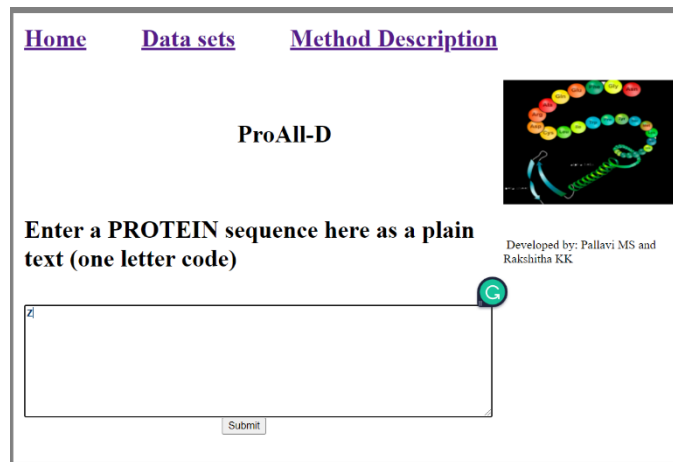 Home Data sets Method Description
ProAll-D
Enter a PROTEIN sequence here as a plain
text (one letter code)
Developed by: Pallavi MS and
Rakshitha KK
z
Submit